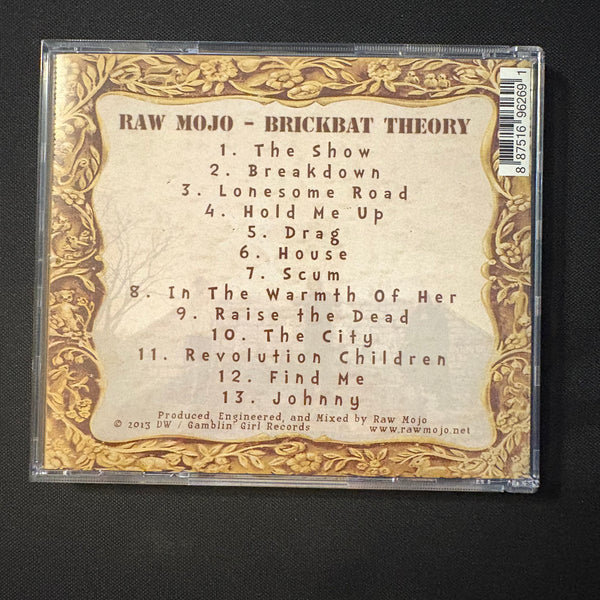 RAW MOJO - BRICKBAT THEORY
1. The Show
2. Breakdown
3. Lonesome Road
4. Hold Me Up
5. Drag
6. House
7. Scum
8. In The Warmth Of Her
9. Raise the Dead
10. The City
11. Revolution Children
12. Find Me
13. Johnny
Produced, Engineered, and Mixed by Raw Mojo
© 2013 DW / Gamblin' Girl Records
www.rawmojo.net
8 87516 96269 1